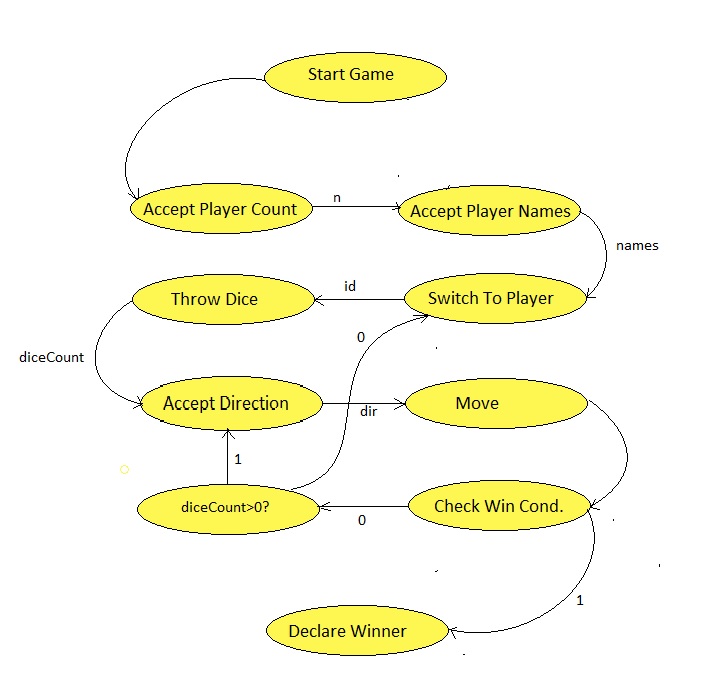 Start Game
Accept Player Count
n
Accept Player Names
names
Throw Dice
id
Switch To Player
0
diceCount
Accept Direction
dir
Move
1
diceCount>0?
0
Check Win Cond.
1
Declare Winner